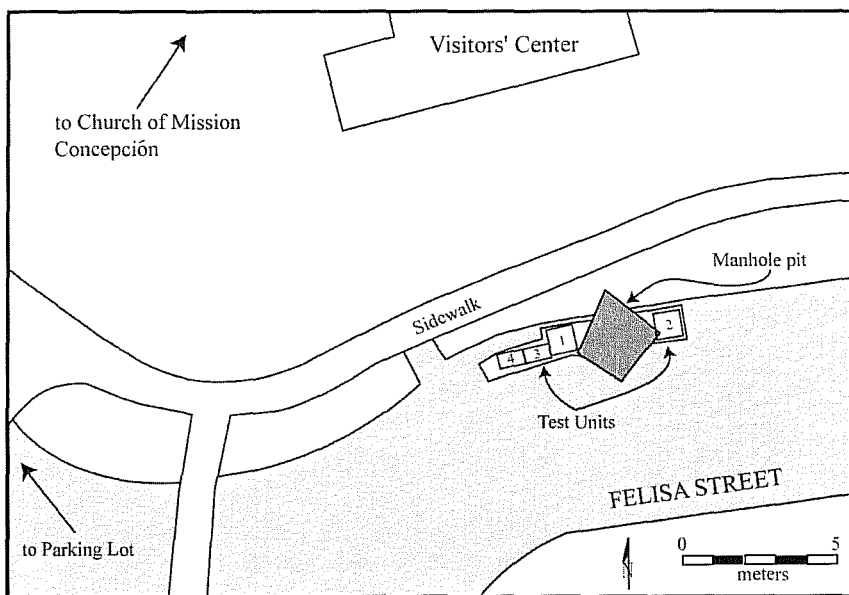 Visitors' Center
to Church of Mission
Concepción
Manhole pit
Sidewalk
2
1
3
4
Test Units
FELISA STREET
to Parking Lot
N
0 5
meters